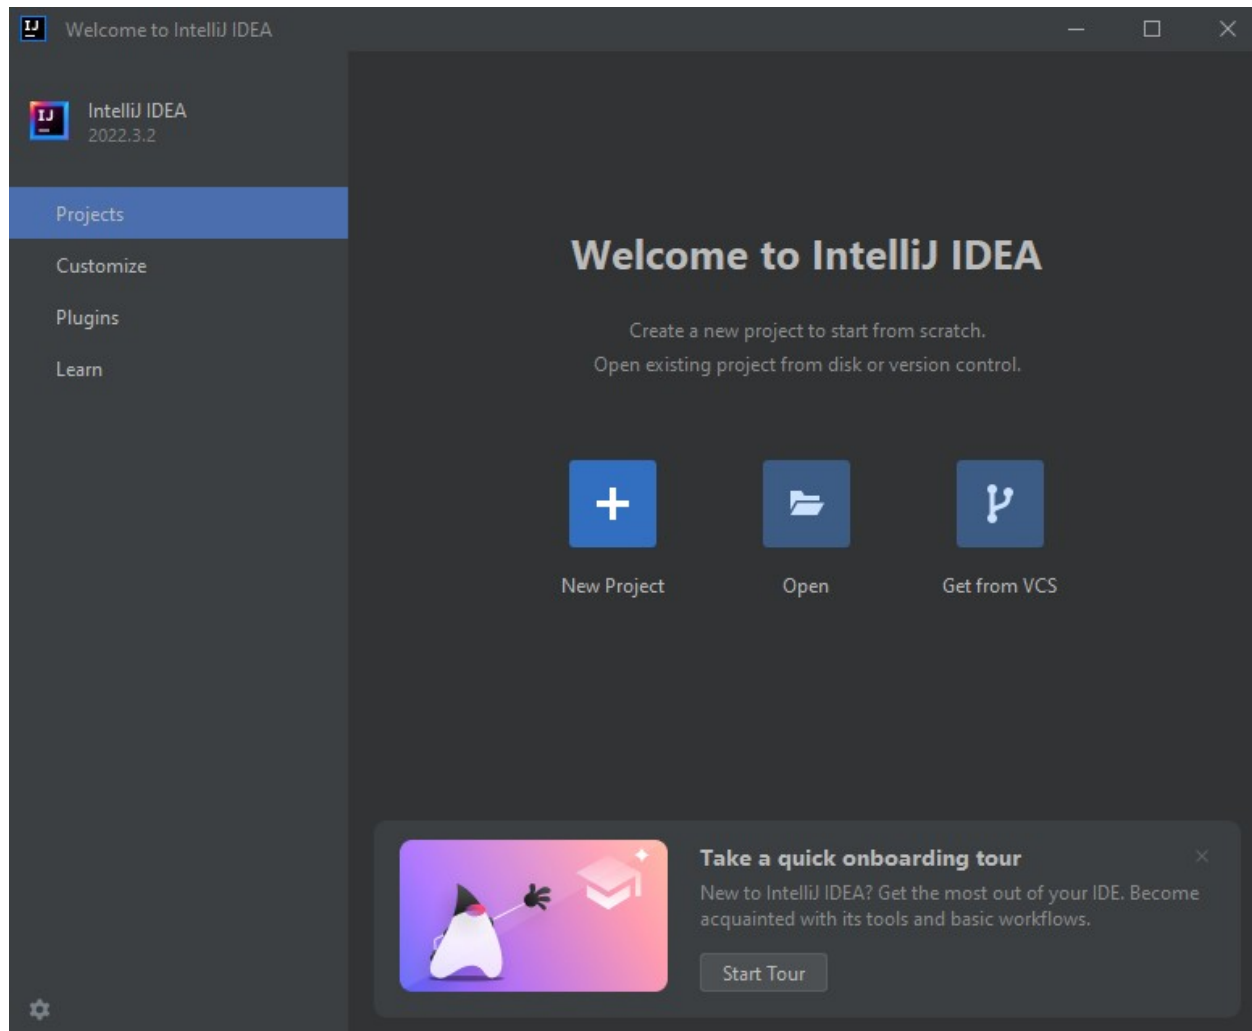 IJ
Welcome to IntelliJ IDEA
IJ
IntelliJ IDEA
2022.3.2
Projects
Customize
Plugins
Learn
Welcome to IntelliJ IDEA
Create a new project to start from scratch.
Open existing project from disk or version control.
New Project
Open
Get from VCS
Take a quick onboarding tour
New to IntelliJ IDEA? Get the most out of your IDE. Become
acquainted with its tools and basic workflows.
Start Tour